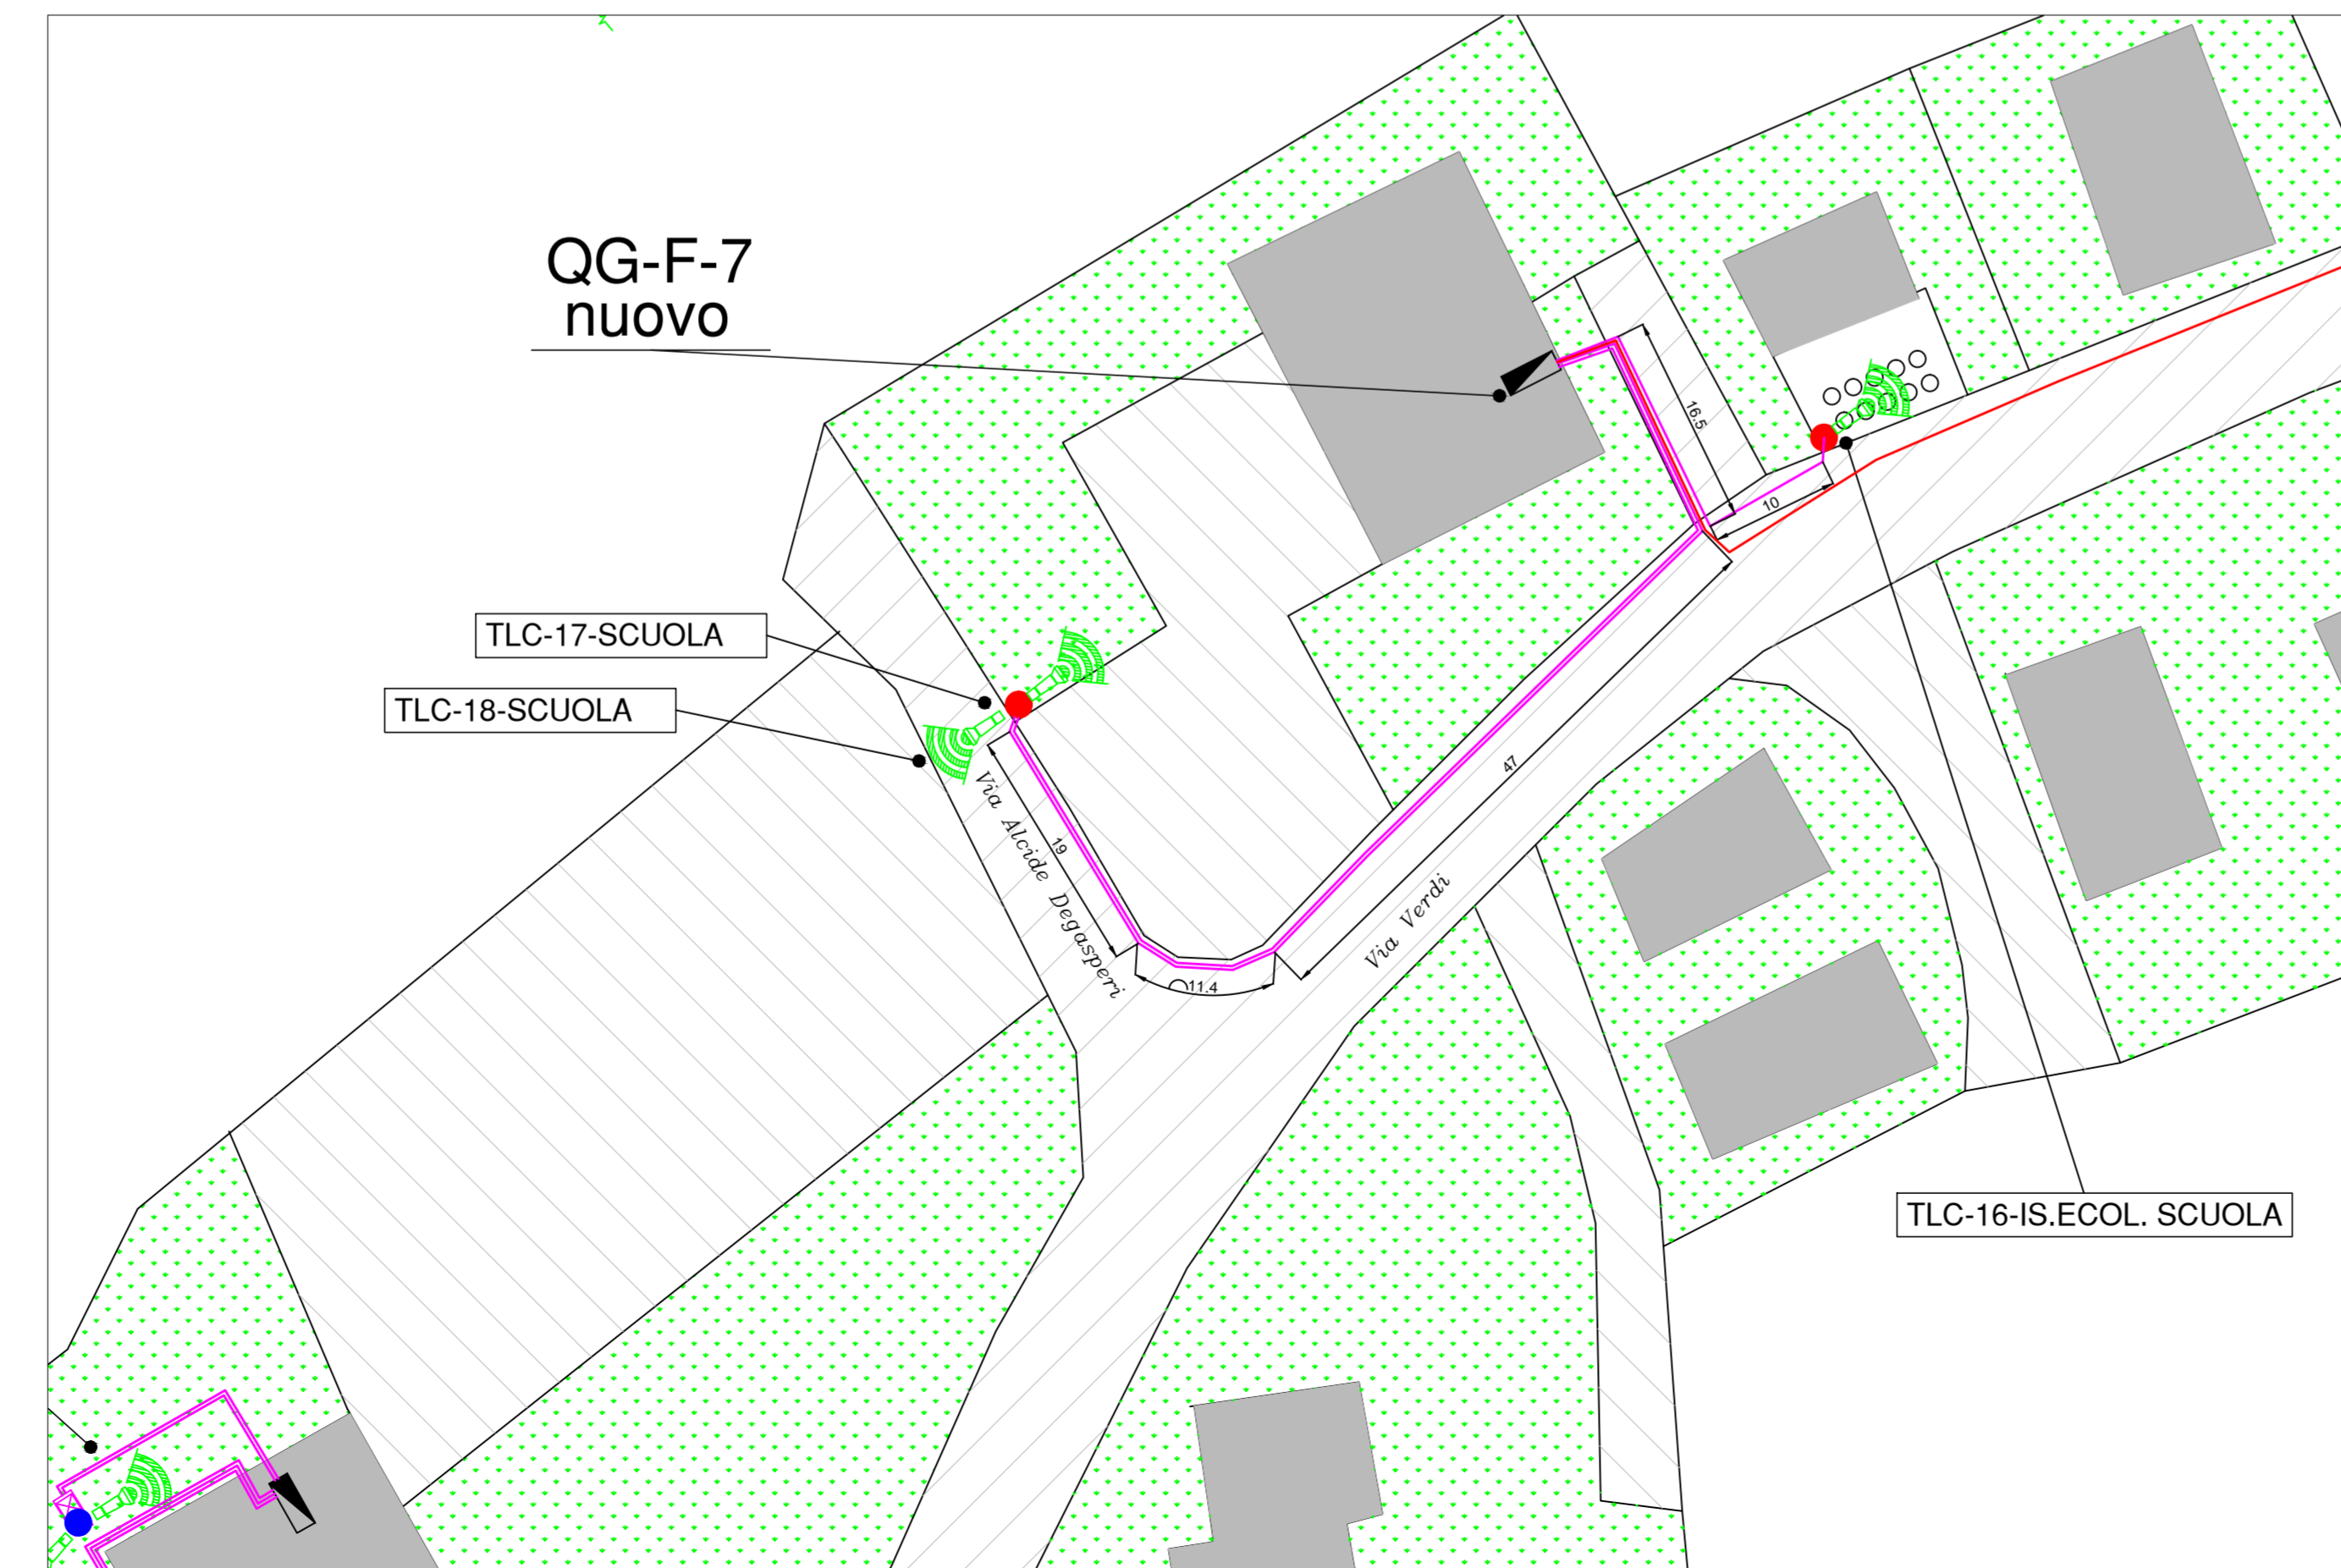 QG-F-7
nuovo
16.5
10
TLC-17-SCUOLA
TLC-18-SCUOLA
47
19
Via Alcide Degasperi
Via Verdi
11.4
TLC-16-IS.ECOL. SCUOLA